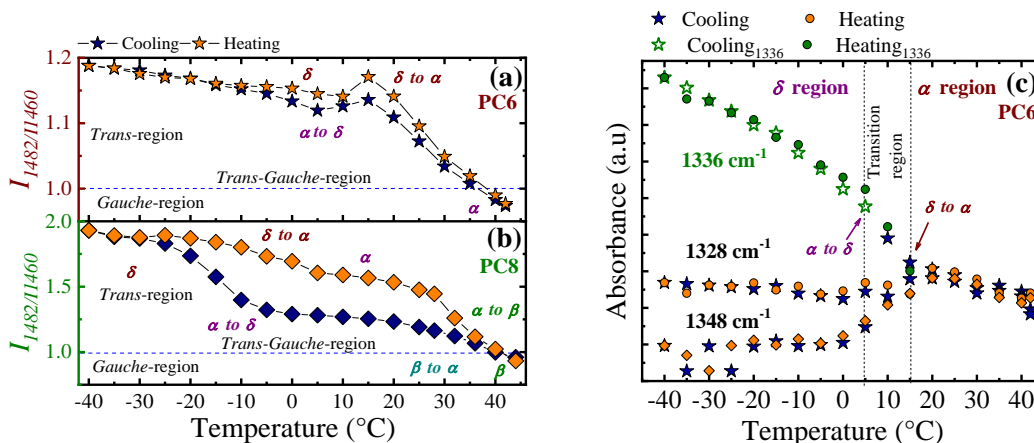 Cooling Heating
1.2
1.1
1.0
I1482/I1460
(a)
PC6
δ
δ to α
Trans-region
α to δ
Trans-Gauche-region
Gauche-region
α
2.0
1.5
1.0
I1482/I1460
(b)
PC8
δ to α
δ
α
Trans-region
α to δ
α to β
Trans-Gauche-region
Gauche-region
β to α
β
-40 -30 -20 -10 0 10 20 30 40
Temperature (°C)
Cooling Heating
Cooling1336 Heating1336
(c)
PC6
δ region
α region
Transition
region
1336 cm-1
α to δ
δ to α
1328 cm-1
1348 cm-1
Absorbance (a.u)
-40 -30 -20 -10 0 10 20 30 40
Temperature (°C)